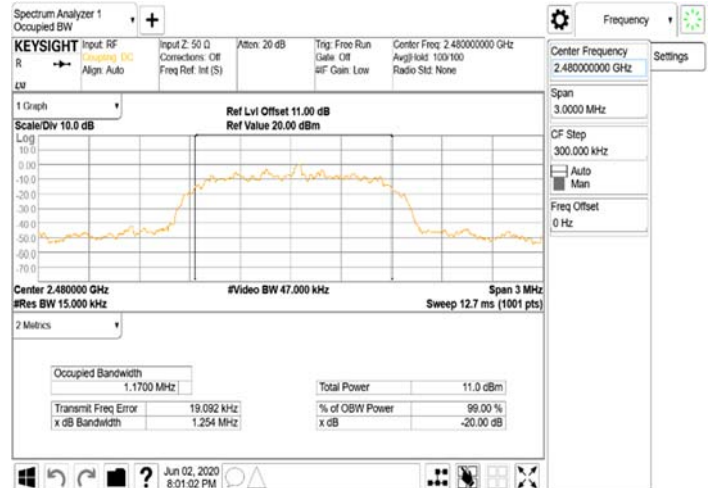 Spectrum Analyzer 1
Occupied BW
+
Frequency
KEYSIGHT
Input: RF
Coupling: DC
Align: Auto
Input Z: 50 Ω
Corrections: Off
Freq Ref: Int (S)
Atten: 20 dB
Trig: Free Run
Gate: Off
#IF Gain: Low
Center Freq: 2.480000000 GHz
Avg|Hold: 100/100
Radio Std: None
R
LXI
Center Frequency
2.480000000 GHz
Settings
Span
3.0000 MHz
CF Step
300.000 kHz
Auto
Man
Freq Offset
0 Hz
1 Graph
Scale/Div 10.0 dB
Ref Lvl Offset 11.00 dB
Ref Value 20.00 dBm
Log
10.0
0.00
-10.0
-20.0
-30.0
-40.0
-50.0
-60.0
-70.0
Center 2.480000 GHz
#Res BW 15.000 kHz
#Video BW 47.000 kHz
Span 3 MHz
Sweep 12.7 ms (1001 pts)
2 Metrics
Occupied Bandwidth
1.1700 MHz
Total Power 11.0 dBm
Transmit Freq Error 19.092 kHz
% of OBW Power 99.00 %
x dB Bandwidth 1.254 MHz
x dB -20.00 dB
?
Jun 02, 2020
8:01:02 PM